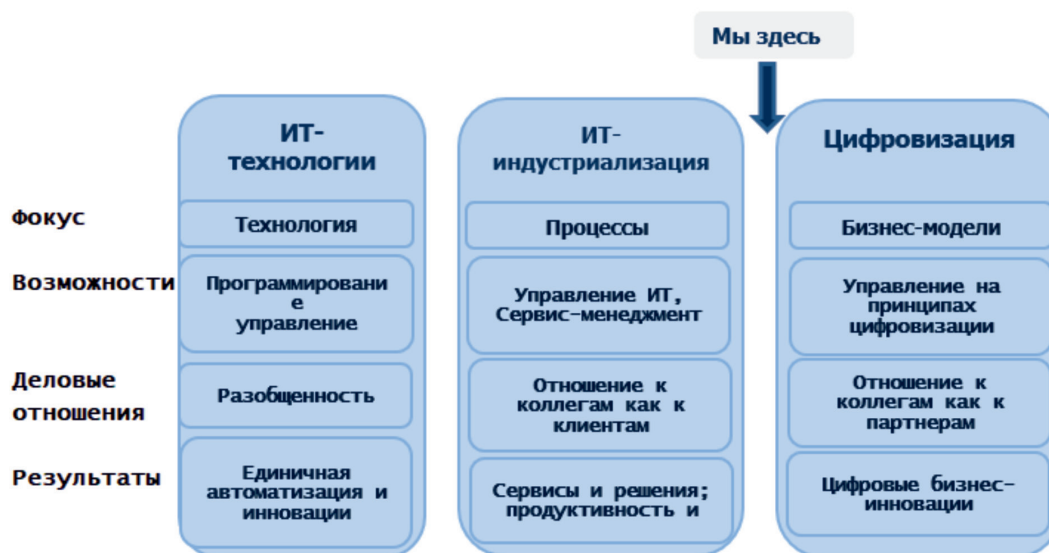 Мы здесь
ИТ-
технологии
ИТ-
индустриализация
Цифровизация
Фокус
Технология
Процессы
Бизнес-модели
Возможности
Программировани
е
управление
Управление ИТ,
Сервис-менеджмент
Управление на
принципах
цифровизации
Деловые
отношения
Разобщенность
Отношение к
коллегам как к
клиентам
Отношение к
коллегам как к
партнерам
Результаты
Единичная
автоматизация и
инновации
Сервисы и решения;
продуктивность и
Цифровые бизнес-
инновации